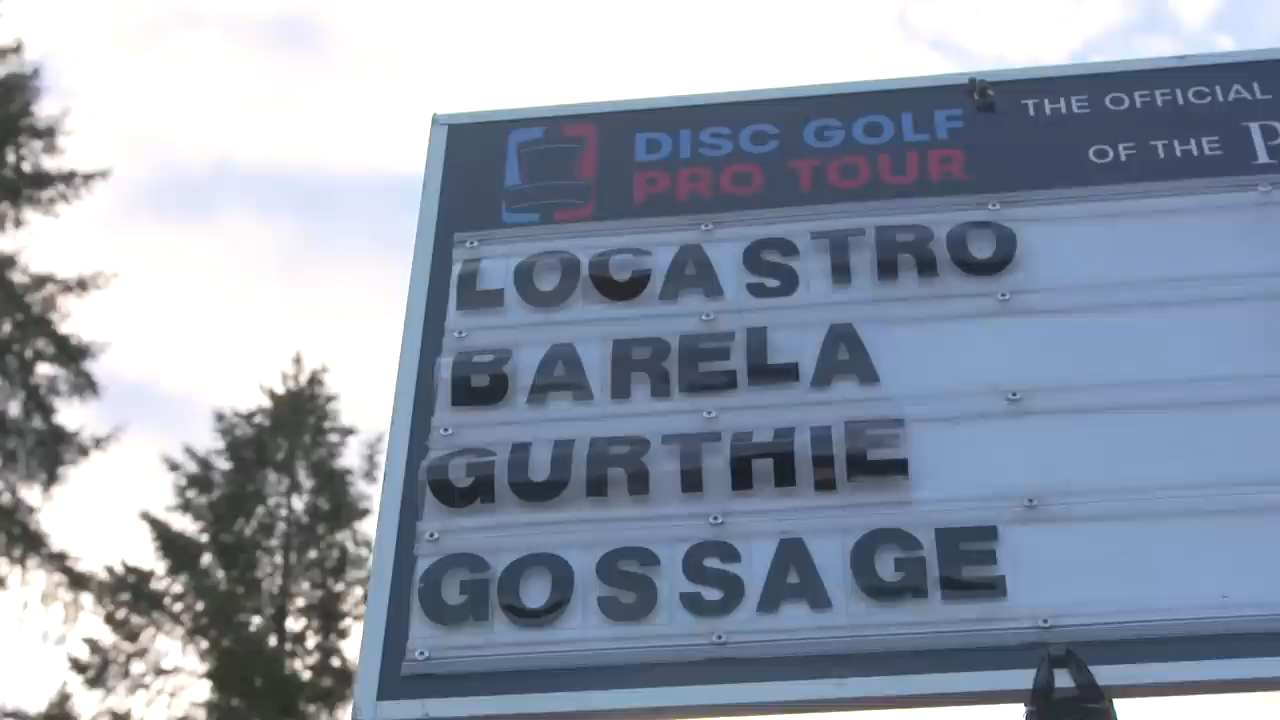 DISC GOLF
PRO TOUR
THE OFFICIAL
OF THE
LOCASTRO
BARELA
GURTHIE
GOSSAGE